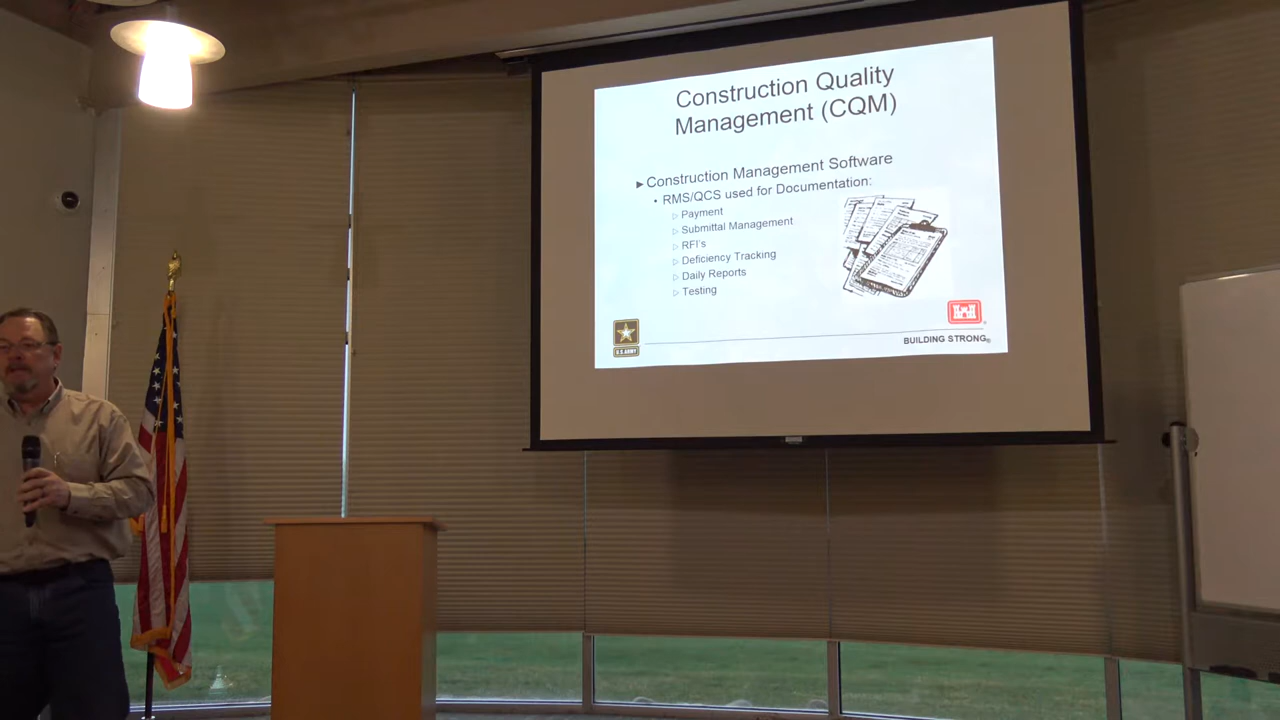 Construction Quality
Management (CQM)
►Construction Management Software
• RMS/QCS used for Documentation:
▷ Payment
▷ Submittal Management
▷ RFI's
▷ Deficiency Tracking
▷ Daily Reports
▷ Testing
U.S.ARMY
BUILDING STRONG®